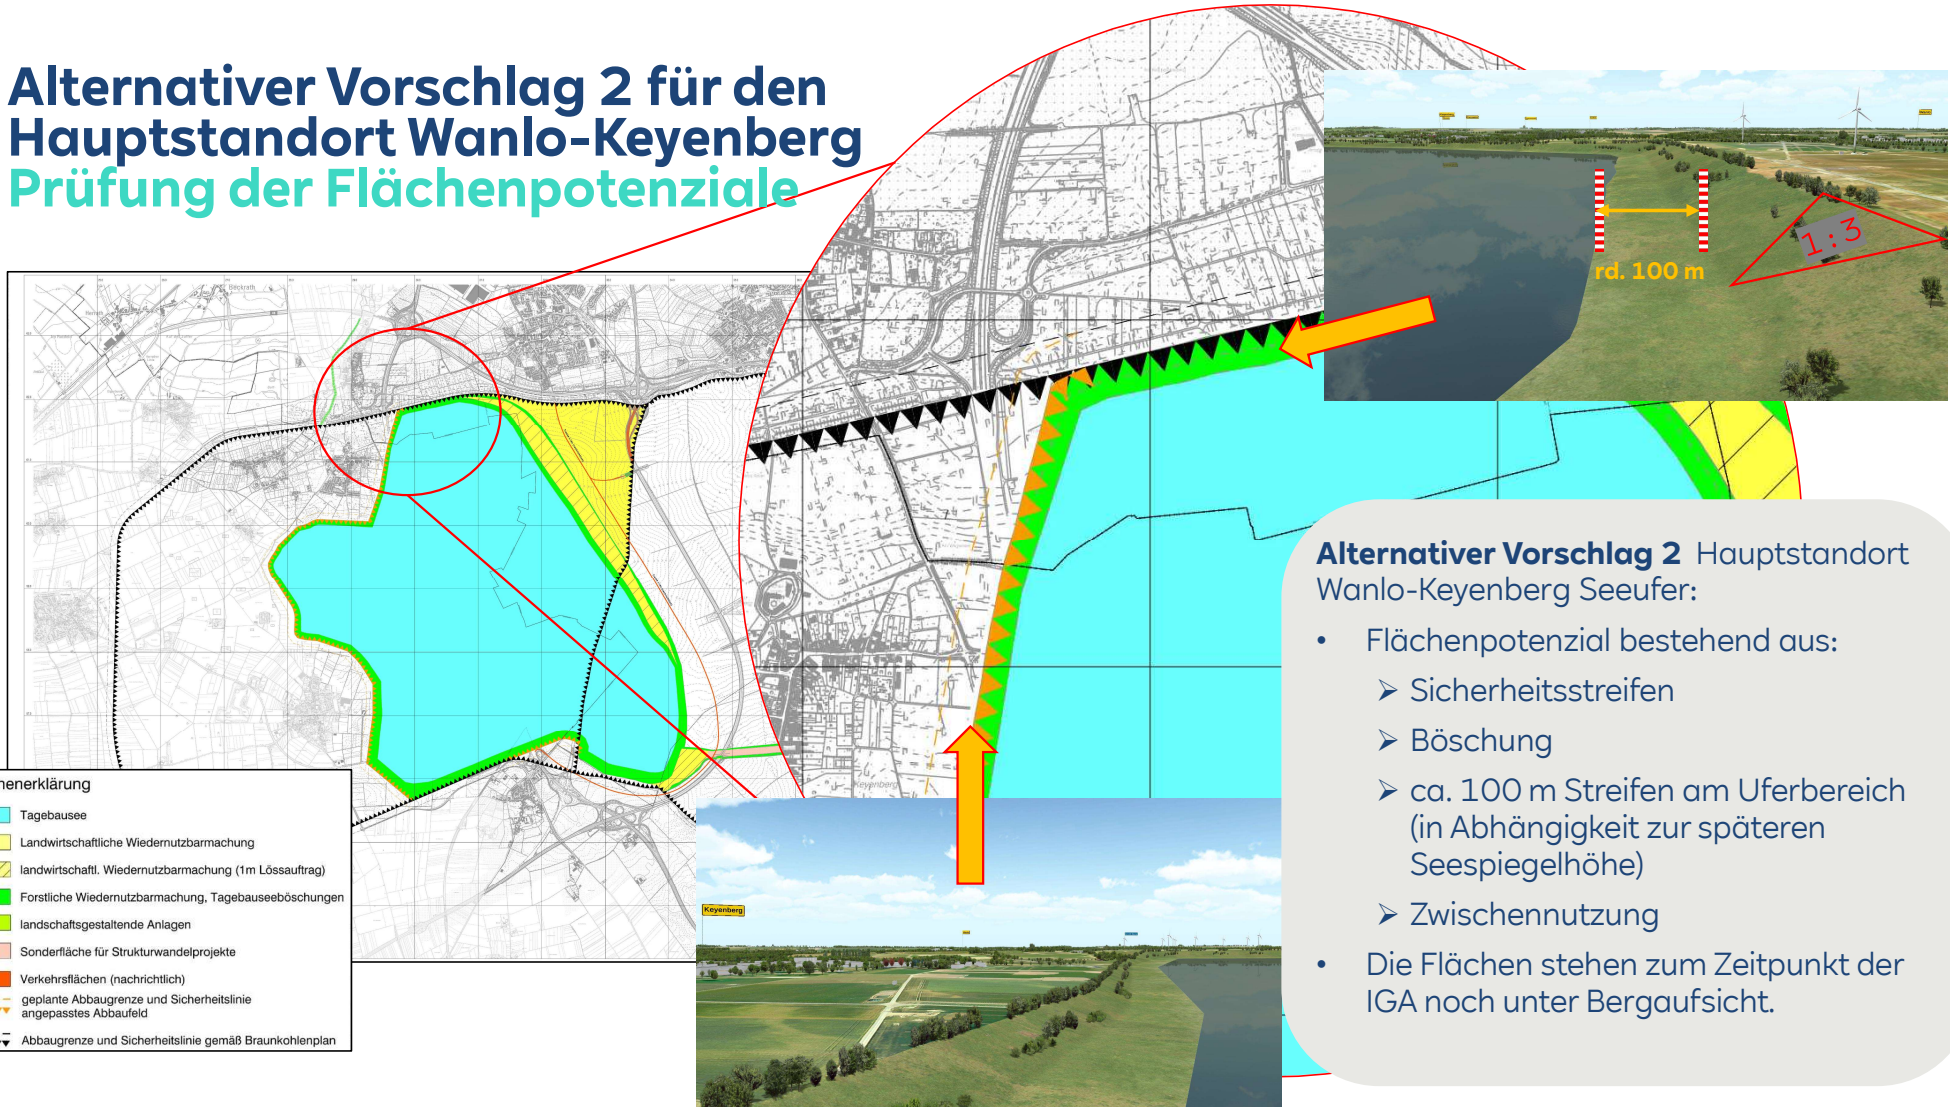 Alternativer Vorschlag 2 für den
Hauptstandort Wanlo-Keyenberg
Prüfung der Flächenpotenziale
rd. 100 m
1:3
Beckrath
Keyenberg
Keyenberg
nenerklärung
Tagebausee
Landwirtschaftliche Wiedernutzbarmachung
landwirtschaftl. Wiedernutzbarmachung (1m Lössauftrag)
Forstliche Wiedernutzbarmachung, Tagebauseeböschungen
landschaftsgestaltende Anlagen
Sonderfläche für Strukturwandelprojekte
Verkehrsflächen (nachrichtlich)
geplante Abbaugrenze und Sicherheitslinie
angepasstes Abbaufeld
Abbaugrenze und Sicherheitslinie gemäß Braunkohlenplan
Alternativer Vorschlag 2 Hauptstandort
Wanlo-Keyenberg Seeufer:
• Flächenpotenzial bestehend aus:
➢ Sicherheitsstreifen
➢ Böschung
➢ ca. 100 m Streifen am Uferbereich
(in Abhängigkeit zur späteren
Seespiegelhöhe)
➢ Zwischennutzung
• Die Flächen stehen zum Zeitpunkt der
IGA noch unter Bergaufsicht.